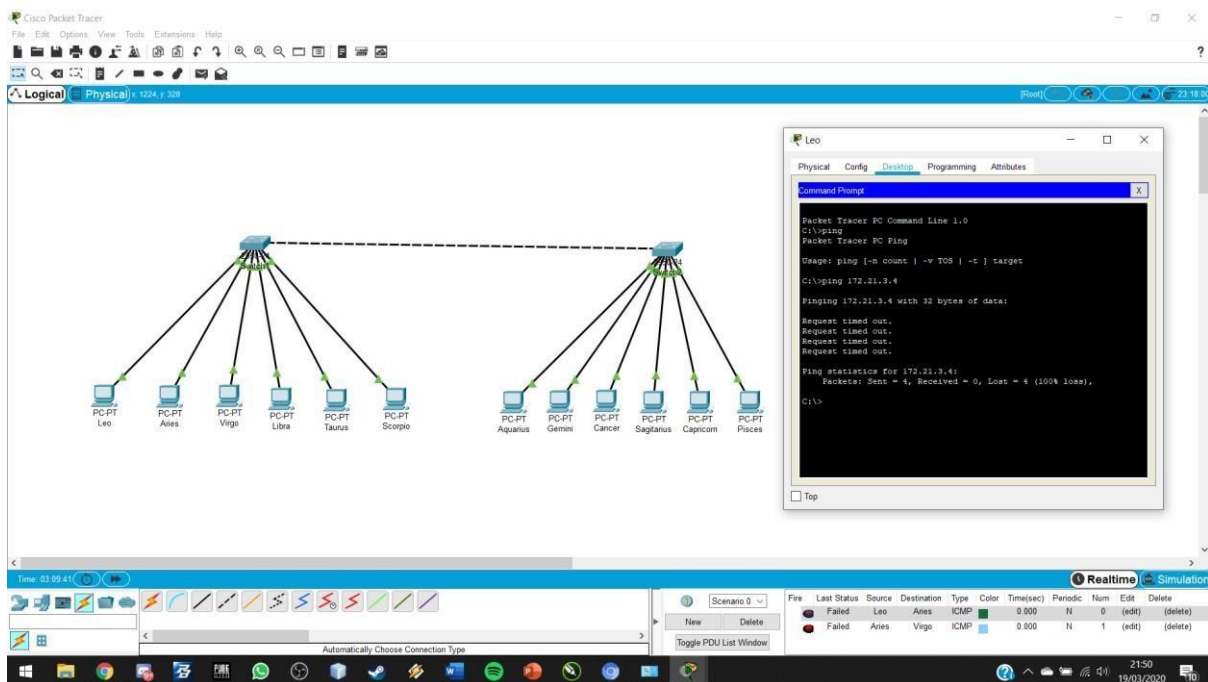 Cisco Packet Tracer
File Edit Options View Tools Extensions Help
?
Logical
Physical x: 1224, y: 328
[Root]
23:18:00
Leo
Physical Config Desktop Programming Attributes
Command Prompt
X
Packet Tracer PC Command Line 1.0
C:\>ping
Packet Tracer PC Ping
Usage: ping [-n count | -v TOS | -t ] target
C:\>ping 172.21.3.4
Pinging 172.21.3.4 with 32 bytes of data:
Request timed out.
Request timed out.
Request timed out.
Request timed out.
Ping statistics for 172.21.3.4:
Packets: Sent = 4, Received = 0, Lost = 4 (100% loss),
C:\>
Top
PC-PT
Leo
PC-PT
Aries
PC-PT
Virgo
PC-PT
Libra
PC-PT
Taurus
PC-PT
Scorpio
PC-PT
Aquarius
PC-PT
Gemini
PC-PT
Cancer
PC-PT
Sagitarius
PC-PT
Capricorn
PC-PT
Pisces
Time: 03:09:41
Realtime
Simulation
Scenario 0
New Delete
Toggle PDU List Window
Fire Last Status Source Destination Type Color Time(sec) Periodic Num Edit Delete
Failed Leo Aries ICMP 0.000 N 0 (edit) (delete)
Failed Aries Virgo ICMP 0.000 N 1 (edit) (delete)
Automatically Choose Connection Type
21:50
19/03/2020